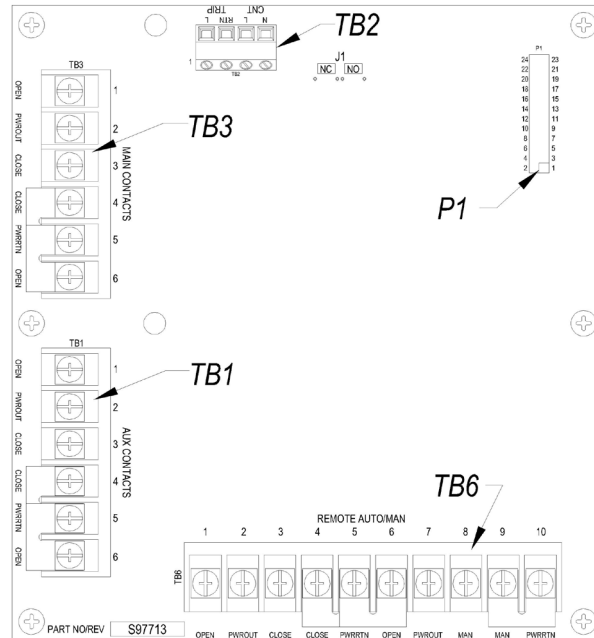 TRIP CNT
L RTN L N
TB2
1
TB2
J1
NC NO
P1
24 23
22 21
20 19
18 17
16 15
14 13
12 11
10 9
8 7
6 5
4 3
2 1
P1
TB3
OPEN 1
PWROUT 2
CLOSE 3
CLOSE 4
PWRRTN 5
OPEN 6
MAIN CONTACTS
TB3
TB1
OPEN 1
PWROUT 2
CLOSE 3
CLOSE 4
PWRRTN 5
OPEN 6
AUX CONTACTS
TB1
TB6
REMOTE AUTO/MAN
1 2 3 4 5 6 7 8 9 10
TB6
OPEN PWROUT CLOSE CLOSE PWRRTN OPEN PWROUT MAN MAN PWRRTN
PART NO/REV S97713